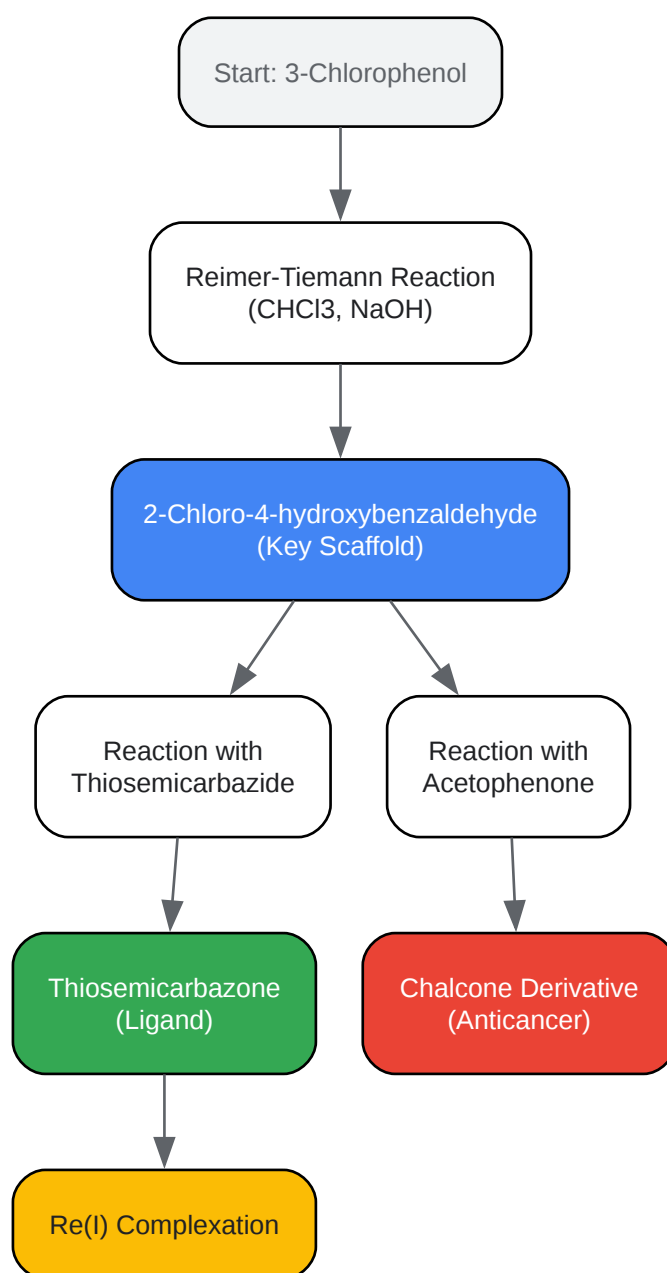 Start: 3-Chlorophenol
Reimer-Tiemann Reaction
(CHCl3, NaOH)
2-Chloro-4-hydroxybenzaldehyde
(Key Scaffold)
Reaction with
Thiosemicarbazide
Reaction with
Acetophenone
Thiosemicarbazone
(Ligand)
Chalcone Derivative
(Anticancer)
Re(I) Complexation